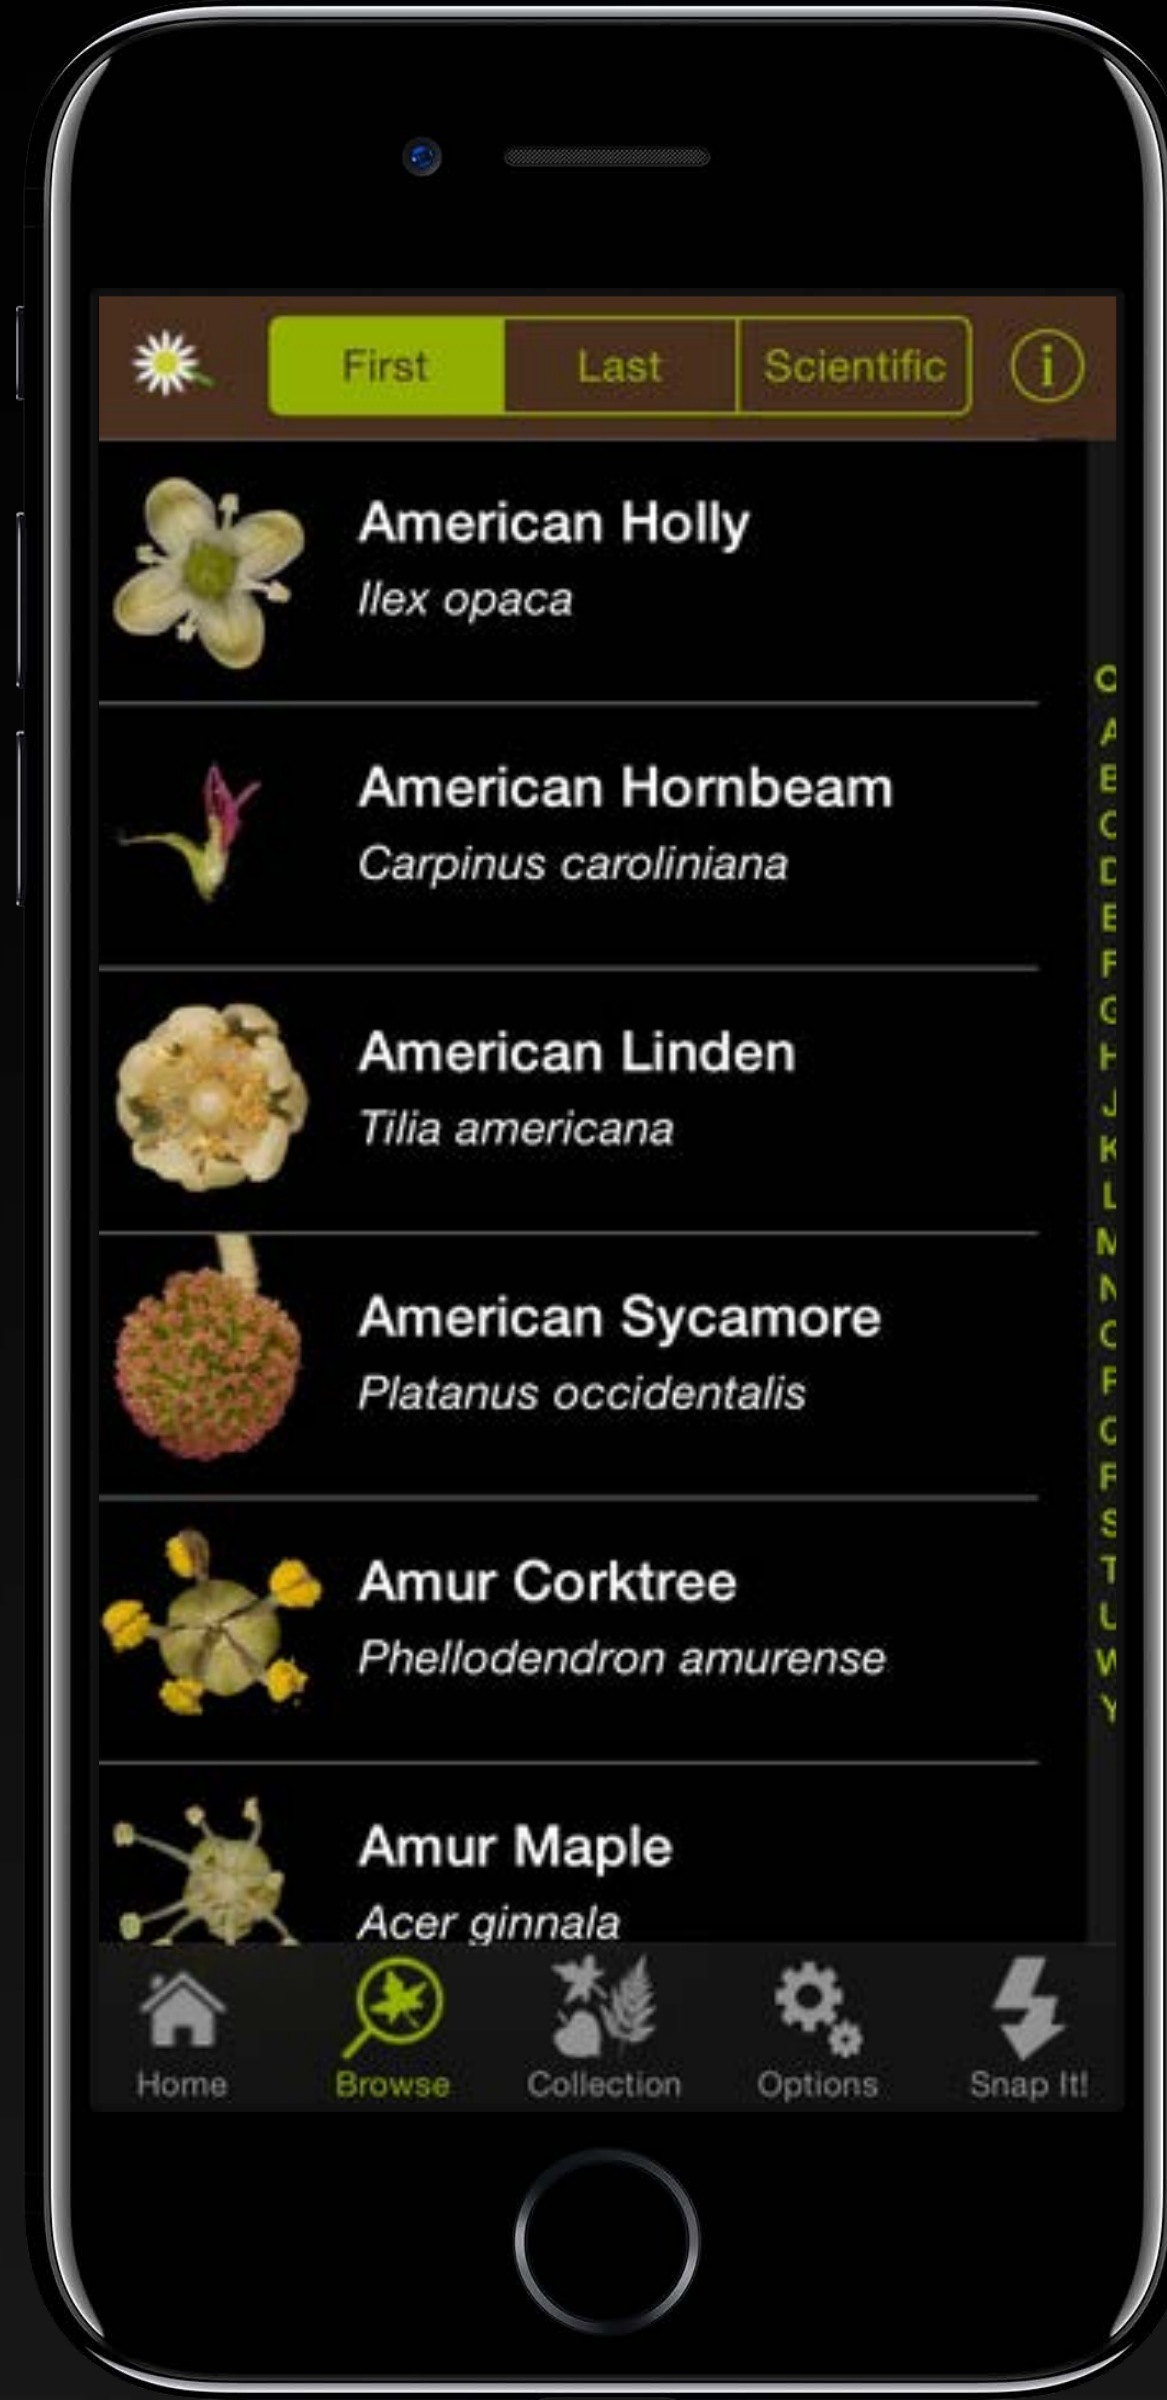 First Last Scientific i
American Holly
Ilex opaca
American Hornbeam
Carpinus caroliniana
American Linden
Tilia americana
American Sycamore
Platanus occidentalis
Amur Corktree
Phellodendron amurense
Amur Maple
Acer ginnala
A
B
C
D
E
F
G
H
J
K
L
M
N
O
P
Q
R
S
T
U
W
Y
Home Browse Collection Options Snap It!